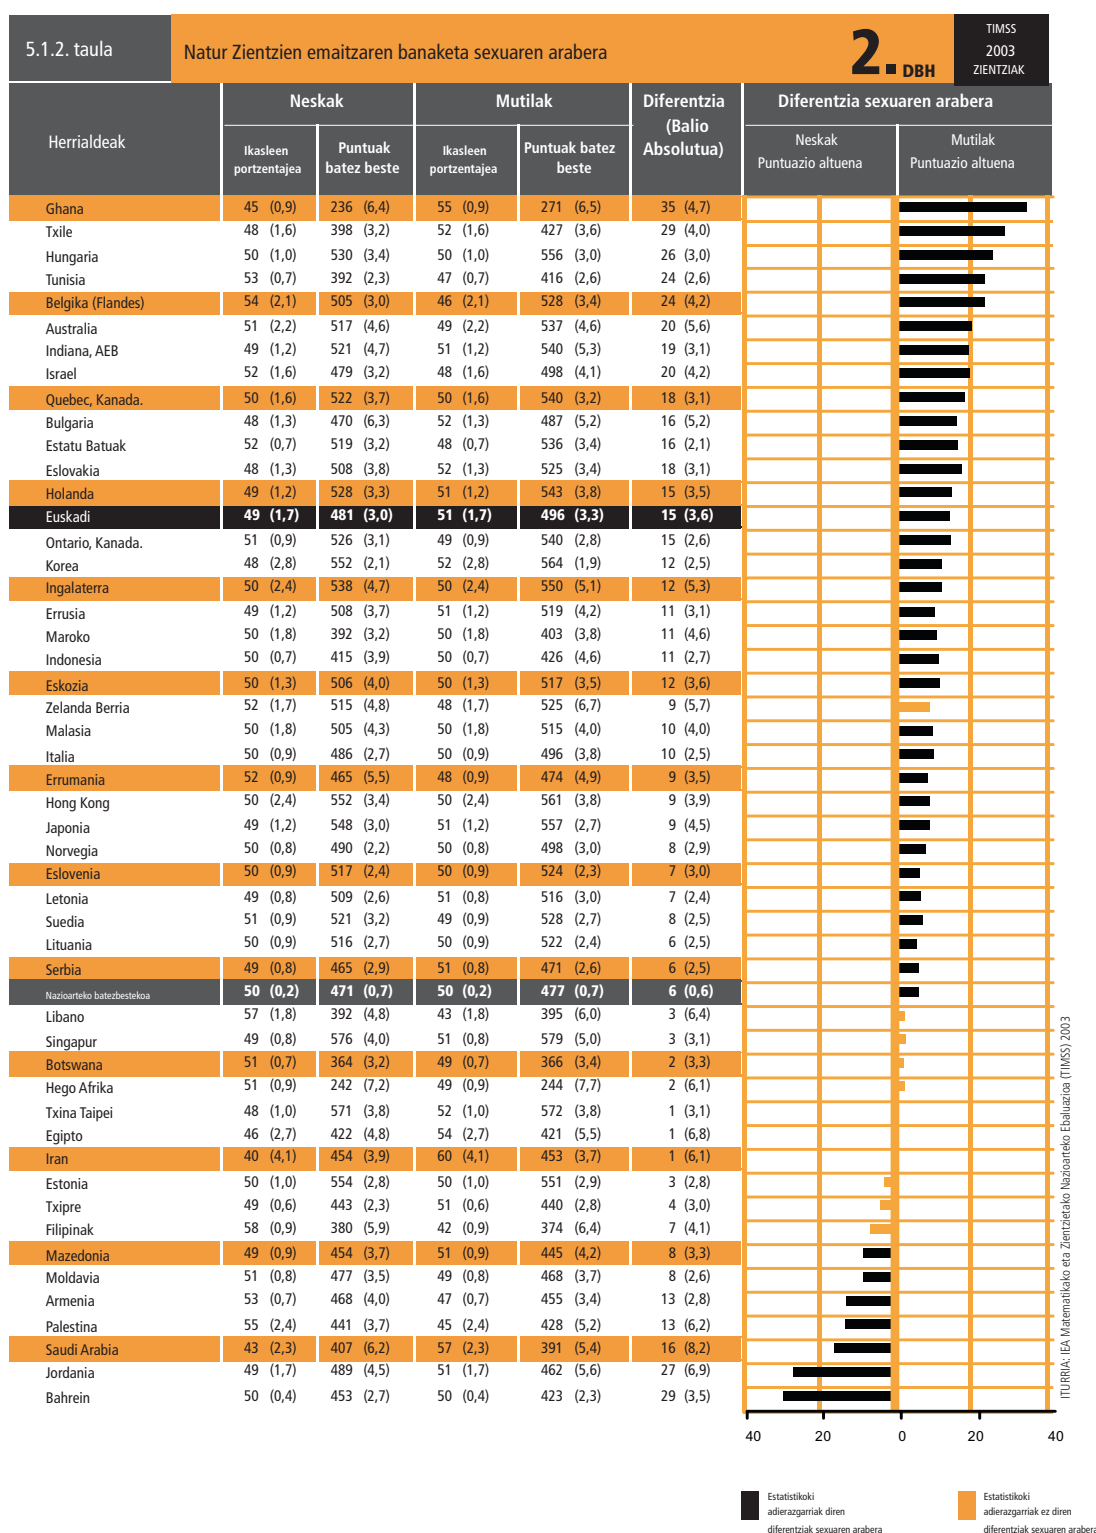 5.1.2. taula
Natur Zientzien emaitzaren banaketa sexuaren arabera
2. DBH
TIMSS
2003
ZIENTZIAK
Herrialdeak
Neskak
Mutilak
Diferentzia
(Balio
Absolutua)
Diferentzia sexuaren arabera
Ikasleen
portzentajea
Puntuak
batez beste
Ikasleen
portzentajea
Puntuak batez
beste
Neskak
Puntuazio altuena
Mutilak
Puntuazio altuena
Ghana 45 (0,9) 236 (6,4) 55 (0,9) 271 (6,5) 35 (4,7)
Txile 48 (1,6) 398 (3,2) 52 (1,6) 427 (3,6) 29 (4,0)
Hungaria 50 (1,0) 530 (3,4) 50 (1,0) 556 (3,0) 26 (3,0)
Tunisia 53 (0,7) 392 (2,3) 47 (0,7) 416 (2,6) 24 (2,6)
Belgika (Flandes) 54 (2,1) 505 (3,0) 46 (2,1) 528 (3,4) 24 (4,2)
Australia 51 (2,2) 517 (4,6) 49 (2,2) 537 (4,6) 20 (5,6)
Indiana, AEB 49 (1,2) 521 (4,7) 51 (1,2) 540 (5,3) 19 (3,1)
Israel 52 (1,6) 479 (3,2) 48 (1,6) 498 (4,1) 20 (4,2)
Quebec, Kanada. 50 (1,6) 522 (3,7) 50 (1,6) 540 (3,2) 18 (3,1)
Bulgaria 48 (1,3) 470 (6,3) 52 (1,3) 487 (5,2) 16 (5,2)
Estatu Batuak 52 (0,7) 519 (3,2) 48 (0,7) 536 (3,4) 16 (2,1)
Eslovakia 48 (1,3) 508 (3,8) 52 (1,3) 525 (3,4) 18 (3,1)
Holanda 49 (1,2) 528 (3,3) 51 (1,2) 543 (3,8) 15 (3,5)
Euskadi 49 (1,7) 481 (3,0) 51 (1,7) 496 (3,3) 15 (3,6)
Ontario, Kanada. 51 (0,9) 526 (3,1) 49 (0,9) 540 (2,8) 15 (2,6)
Korea 48 (2,8) 552 (2,1) 52 (2,8) 564 (1,9) 12 (2,5)
Ingalaterra 50 (2,4) 538 (4,7) 50 (2,4) 550 (5,1) 12 (5,3)
Errusia 49 (1,2) 508 (3,7) 51 (1,2) 519 (4,2) 11 (3,1)
Maroko 50 (1,8) 392 (3,2) 50 (1,8) 403 (3,8) 11 (4,6)
Indonesia 50 (0,7) 415 (3,9) 50 (0,7) 426 (4,6) 11 (2,7)
Eskozia 50 (1,3) 506 (4,0) 50 (1,3) 517 (3,5) 12 (3,6)
Zelanda Berria 52 (1,7) 515 (4,8) 48 (1,7) 525 (6,7) 9 (5,7)
Malasia 50 (1,8) 505 (4,3) 50 (1,8) 515 (4,0) 10 (4,0)
Italia 50 (0,9) 486 (2,7) 50 (0,9) 496 (3,8) 10 (2,5)
Errumania 52 (0,9) 465 (5,5) 48 (0,9) 474 (4,9) 9 (3,5)
Hong Kong 50 (2,4) 552 (3,4) 50 (2,4) 561 (3,8) 9 (3,9)
Japonia 49 (1,2) 548 (3,0) 51 (1,2) 557 (2,7) 9 (4,5)
Norvegia 50 (0,8) 490 (2,2) 50 (0,8) 498 (3,0) 8 (2,9)
Eslovenia 50 (0,9) 517 (2,4) 50 (0,9) 524 (2,3) 7 (3,0)
Letonia 49 (0,8) 509 (2,6) 51 (0,8) 516 (3,0) 7 (2,4)
Suedia 51 (0,9) 521 (3,2) 49 (0,9) 528 (2,7) 8 (2,5)
Lituania 50 (0,9) 516 (2,7) 50 (0,9) 522 (2,4) 6 (2,5)
Serbia 49 (0,8) 465 (2,9) 51 (0,8) 471 (2,6) 6 (2,5)
Nazioarteko batezbestekoa 50 (0,2) 471 (0,7) 50 (0,2) 477 (0,7) 6 (0,6)
Libano 57 (1,8) 392 (4,8) 43 (1,8) 395 (6,0) 3 (6,4)
Singapur 49 (0,8) 576 (4,0) 51 (0,8) 579 (5,0) 3 (3,1)
Botswana 51 (0,7) 364 (3,2) 49 (0,7) 366 (3,4) 2 (3,3)
Hego Afrika 51 (0,9) 242 (7,2) 49 (0,9) 244 (7,7) 2 (6,1)
Txina Taipei 48 (1,0) 571 (3,8) 52 (1,0) 572 (3,8) 1 (3,1)
Egipto 46 (2,7) 422 (4,8) 54 (2,7) 421 (5,5) 1 (6,8)
Iran 40 (4,1) 454 (3,9) 60 (4,1) 453 (3,7) 1 (6,1)
Estonia 50 (1,0) 554 (2,8) 50 (1,0) 551 (2,9) 3 (2,8)
Txipre 49 (0,6) 443 (2,3) 51 (0,6) 440 (2,8) 4 (3,0)
Filipinak 58 (0,9) 380 (5,9) 42 (0,9) 374 (6,4) 7 (4,1)
Mazedonia 49 (0,9) 454 (3,7) 51 (0,9) 445 (4,2) 8 (3,3)
Moldavia 51 (0,8) 477 (3,5) 49 (0,8) 468 (3,7) 8 (2,6)
Armenia 53 (0,7) 468 (4,0) 47 (0,7) 455 (3,4) 13 (2,8)
Palestina 55 (2,4) 441 (3,7) 45 (2,4) 428 (5,2) 13 (6,2)
Saudi Arabia 43 (2,3) 407 (6,2) 57 (2,3) 391 (5,4) 16 (8,2)
Jordania 49 (1,7) 489 (4,5) 51 (1,7) 462 (5,6) 27 (6,9)
Bahrein 50 (0,4) 453 (2,7) 50 (0,4) 423 (2,3) 29 (3,5)
40 20 0 20 40
ITURRIA: IEA Matematikako eta Zientzietako Nazioarteko Ebaluazioa (TIMSS) 2003
Estatistikoki
adierazgarriak diren
diferentziak sexuaren arabera
Estatistikoki
adierazgarriak ez diren
diferentziak sexuaren arabera